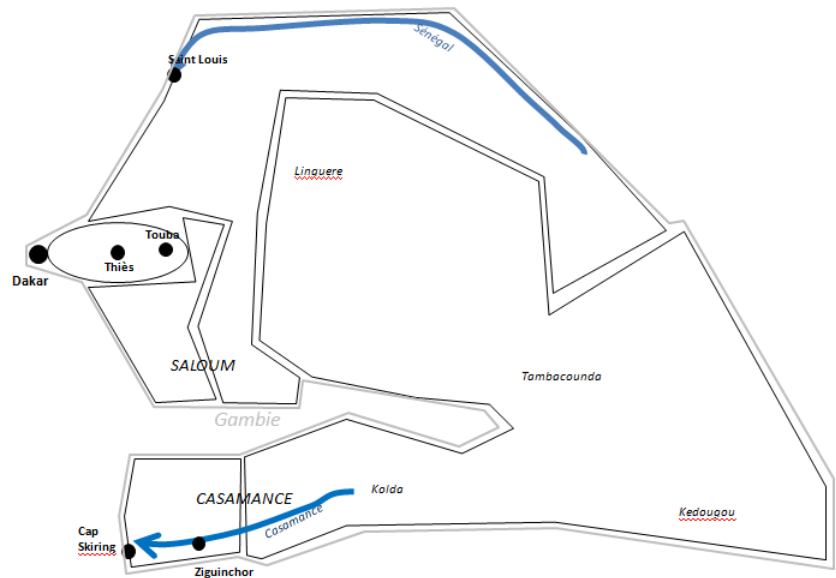 Sénégal
Saint Louis
Linguere
Touba
Thiès
Dakar
SALOUM
Tambacounda
Gambie
Kolda
CASAMANCE
Kedougou
Casamance
Cap
Skiring
Ziguinchor